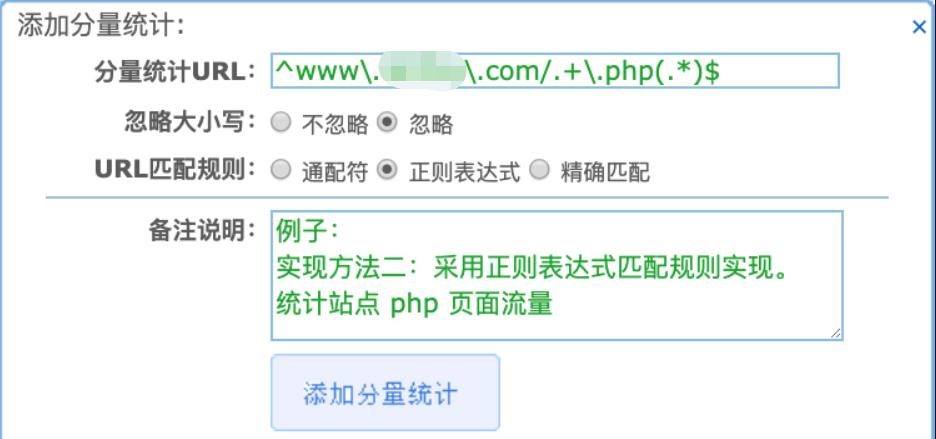 添加分量统计：
×
分量统计URL： ^www\.\.com/.+\.php(.*)$
忽略大小写： 不忽略 忽略
URL匹配规则： 通配符 正则表达式 精确匹配
备注说明： 例子：
实现方法二：采用正则表达式匹配规则实现。
统计站点 php 页面流量
添加分量统计